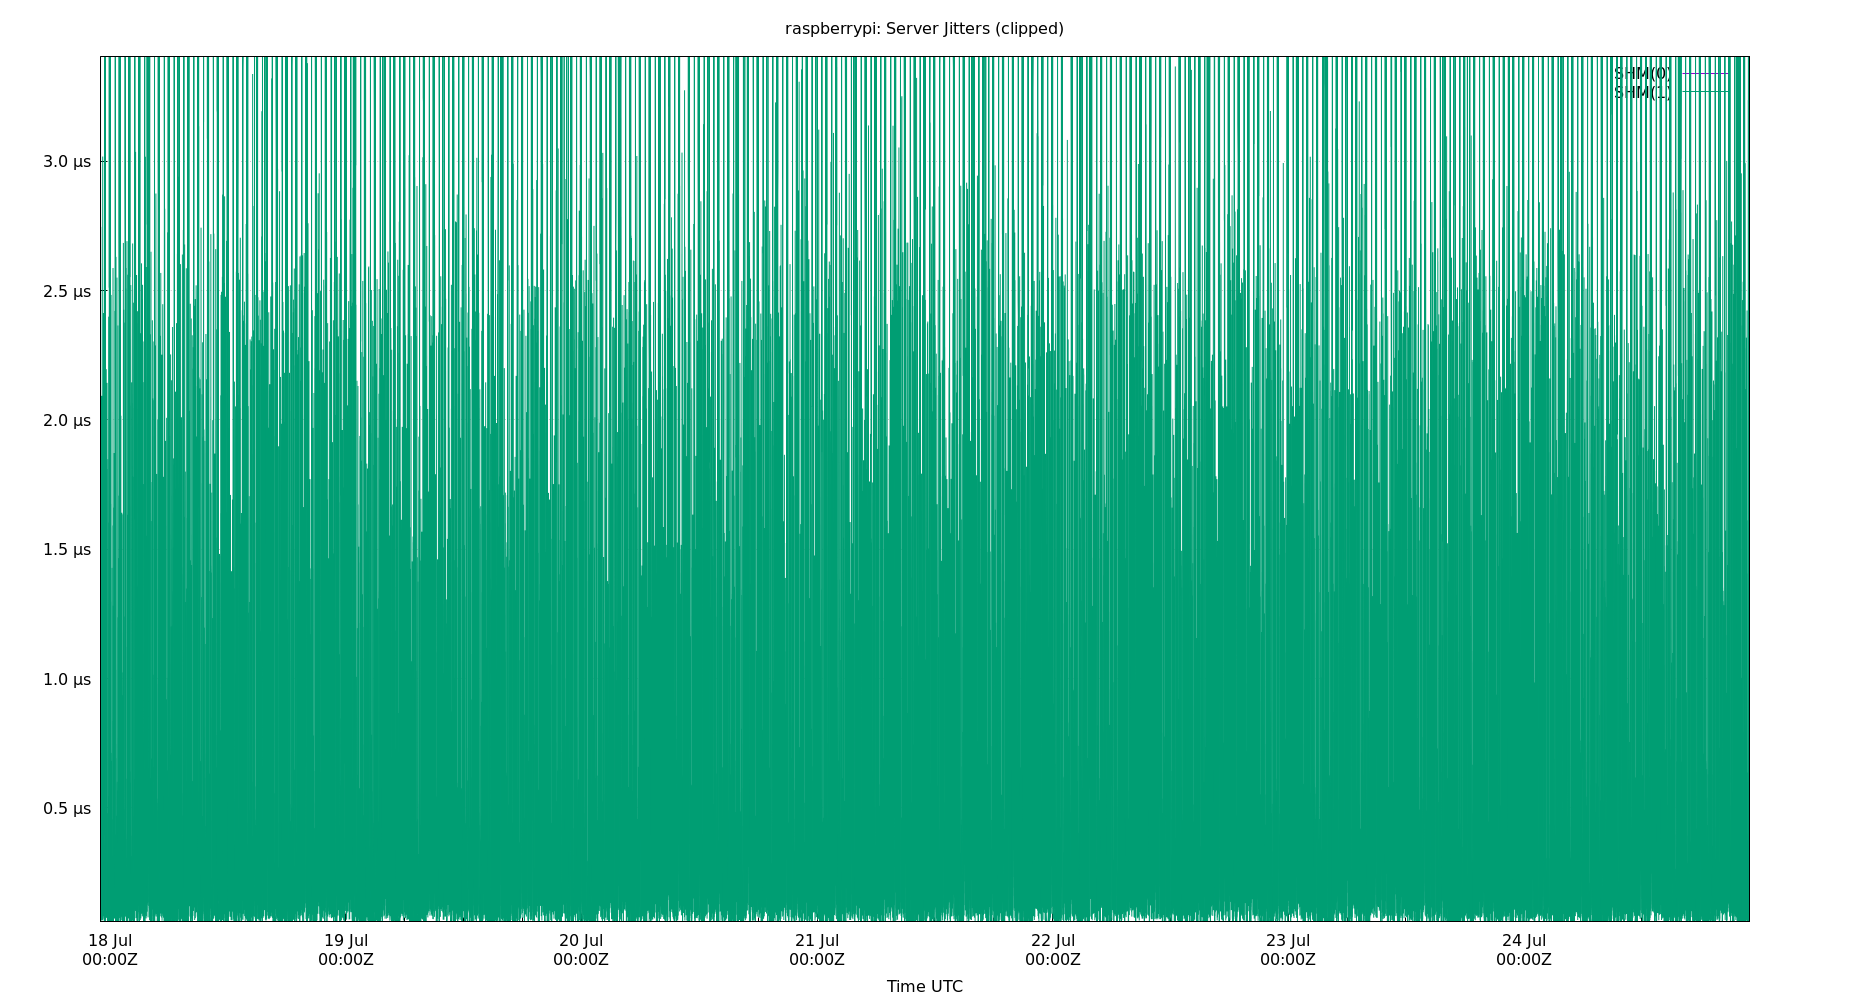 raspberrypi: Server Jitters (clipped)
SHM(0)
SHM(1)
3.0 μs
2.5 μs
2.0 μs
1.5 μs
1.0 μs
0.5 μs
18 Jul 19 Jul 20 Jul 21 Jul 22 Jul 23 Jul 24 Jul
00:00Z 00:00Z 00:00Z 00:00Z 00:00Z 00:00Z 00:00Z
Time UTC